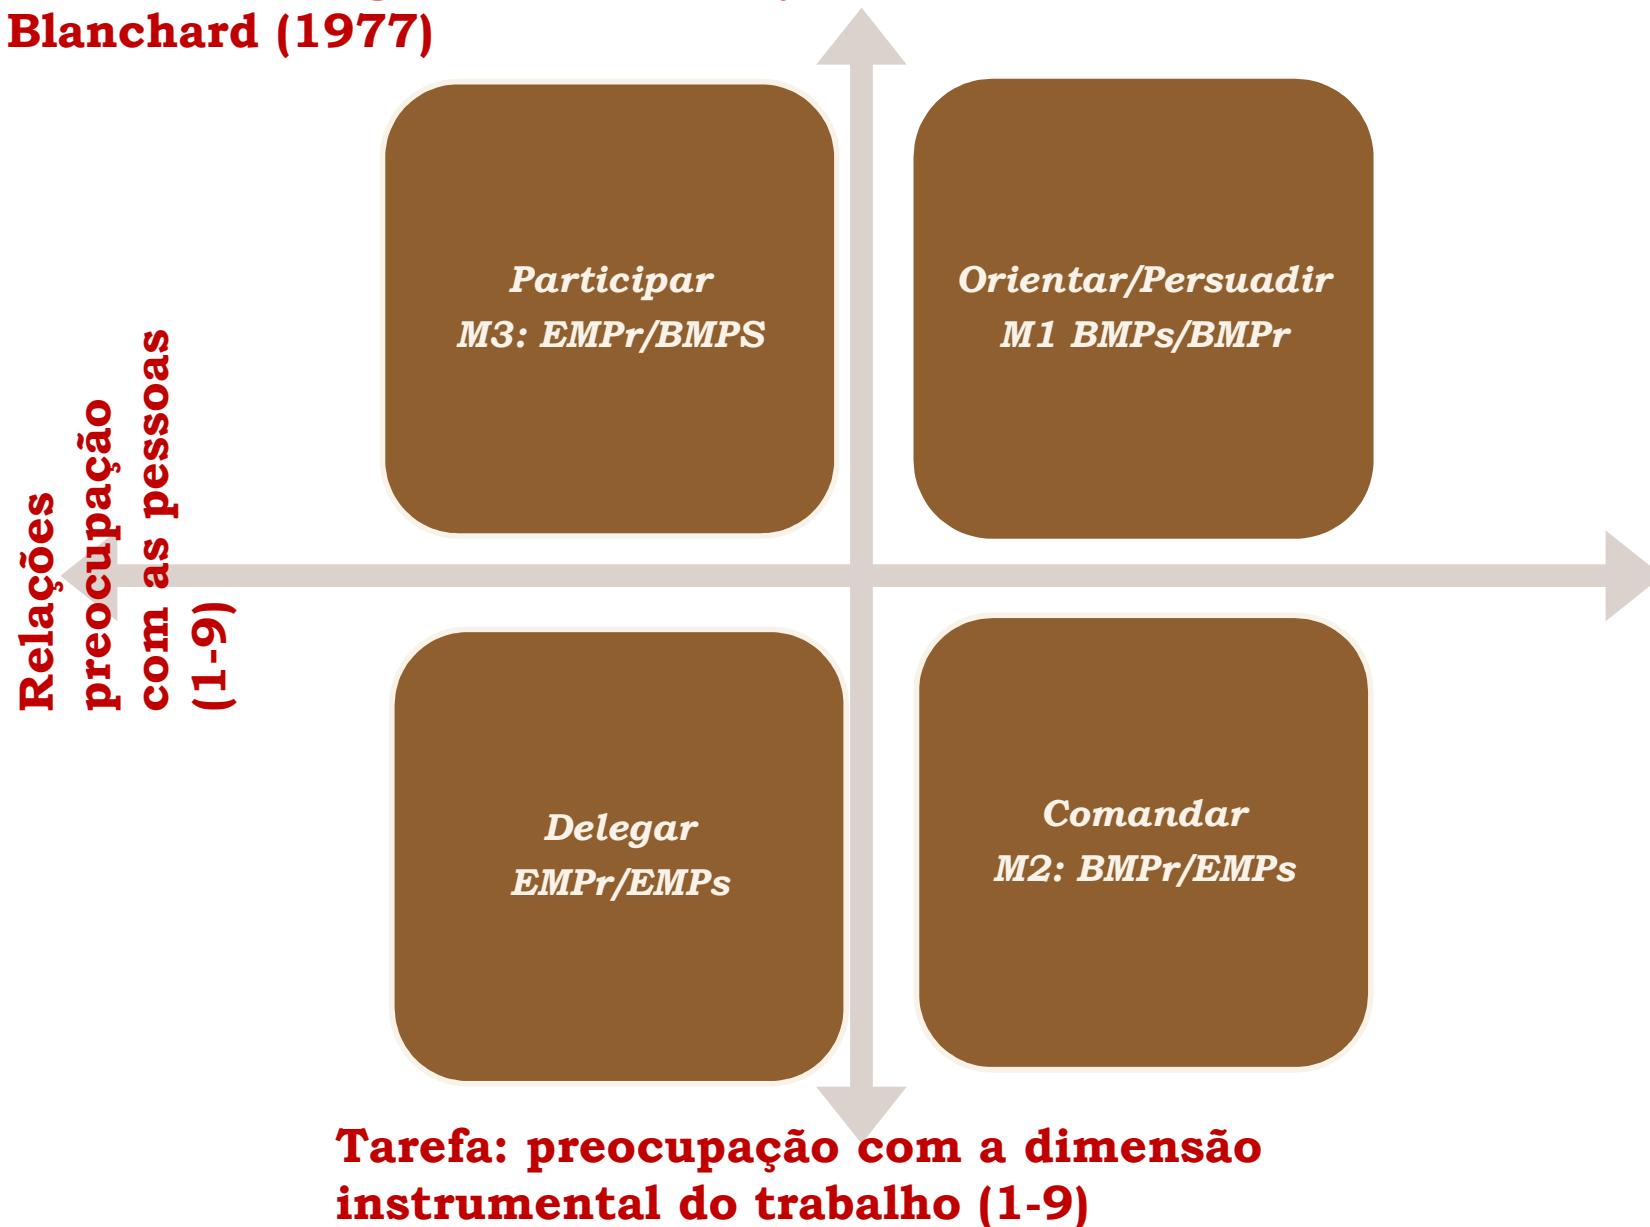 Blanchard (1977)
Participar
M3: EMPr/BMPS
Orientar/Persuadir
M1 BMPs/BMPr
Relações
preocupação
com as pessoas
(1-9)
Delegar
EMPr/EMPs
Comandar
M2: BMPr/EMPs
Tarefa: preocupação com a dimensão
instrumental do trabalho (1-9)